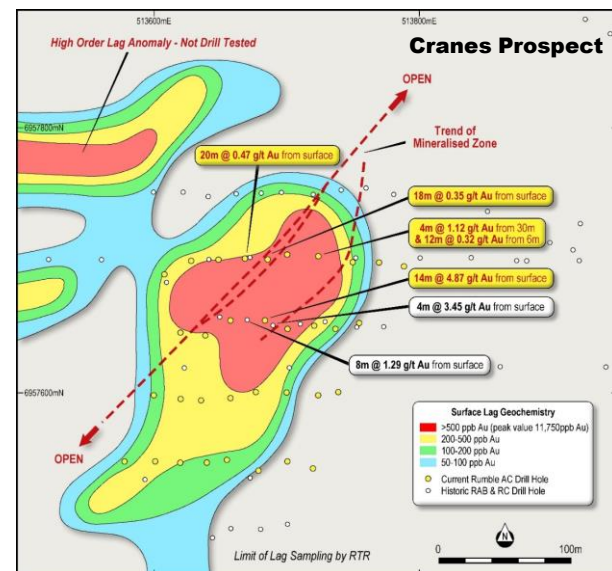 513600mE
513800mE
High Order Lag Anomaly - Not Drill Tested
Cranes Prospect
OPEN
6957800mN
Trend of
Mineralised Zone
20m @ 0.47 g/t Au from surface
18m @ 0.35 g/t Au from surface
4m @ 1.12 g/t Au from 30m
& 12m @ 0.32 g/t Au from 6m
14m @ 4.87 g/t Au from surface
4m @ 3.45 g/t Au from surface
8m @ 1.29 g/t Au from surface
6957600mN
OPEN
Surface Lag Geochemistry
>500 ppb Au (peak value 11,750ppb Au)
200-500 ppb Au
100-200 ppb Au
50-100 ppb Au
Current Rumble AC Drill Hole
Historic RAB & RC Drill Hole
N
Limit of Lag Sampling by RTR
0
100m